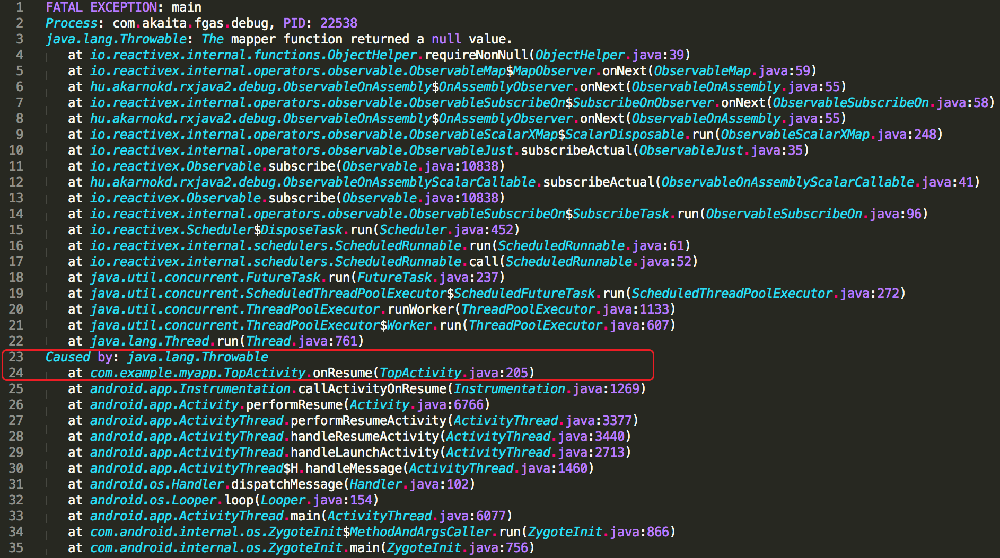 1 FATAL EXCEPTION: main
2 Process: com.akaita.fgas.debug, PID: 22538
3 java.lang.Throwable: The mapper function returned a null value.
4 at io.reactivex.internal.functions.ObjectHelper.requireNonNull(ObjectHelper.java:39)
5 at io.reactivex.internal.operators.observable.ObservableMap$MapObserver.onNext(ObservableMap.java:59)
6 at hu.akarnokd.rxjava2.debug.ObservableOnAssembly$OnAssemblyObserver.onNext(ObservableOnAssembly.java:55)
7 at io.reactivex.internal.operators.observable.ObservableSubscribeOn$SubscribeOnObserver.onNext(ObservableSubscribeOn.java:58)
8 at hu.akarnokd.rxjava2.debug.ObservableOnAssembly$OnAssemblyObserver.onNext(ObservableOnAssembly.java:55)
9 at io.reactivex.internal.operators.observable.ObservableScalarXMap$ScalarDisposable.run(ObservableScalarXMap.java:248)
10 at io.reactivex.internal.operators.observable.ObservableJust.subscribeActual(ObservableJust.java:35)
11 at io.reactivex.Observable.subscribe(Observable.java:10838)
12 at hu.akarnokd.rxjava2.debug.ObservableOnAssemblyScalarCallable.subscribeActual(ObservableOnAssemblyScalarCallable.java:41)
13 at io.reactivex.Observable.subscribe(Observable.java:10838)
14 at io.reactivex.internal.operators.observable.ObservableSubscribeOn$SubscribeTask.run(ObservableSubscribeOn.java:96)
15 at io.reactivex.Scheduler$DisposeTask.run(Scheduler.java:452)
16 at io.reactivex.internal.schedulers.ScheduledRunnable.run(ScheduledRunnable.java:61)
17 at io.reactivex.internal.schedulers.ScheduledRunnable.call(ScheduledRunnable.java:52)
18 at java.util.concurrent.FutureTask.run(FutureTask.java:237)
19 at java.util.concurrent.ScheduledThreadPoolExecutor$ScheduledFutureTask.run(ScheduledThreadPoolExecutor.java:272)
20 at java.util.concurrent.ThreadPoolExecutor.runWorker(ThreadPoolExecutor.java:1133)
21 at java.util.concurrent.ThreadPoolExecutor$Worker.run(ThreadPoolExecutor.java:607)
22 at java.lang.Thread.run(Thread.java:761)
23 Caused by: java.lang.Throwable
24 at com.example.myapp.TopActivity.onResume(TopActivity.java:205)
25 at android.app.Instrumentation.callActivityOnResume(Instrumentation.java:1269)
26 at android.app.Activity.performResume(Activity.java:6766)
27 at android.app.ActivityThread.performResumeActivity(ActivityThread.java:3377)
28 at android.app.ActivityThread.handleResumeActivity(ActivityThread.java:3440)
29 at android.app.ActivityThread.handleLaunchActivity(ActivityThread.java:2713)
30 at android.app.ActivityThread$H.handleMessage(ActivityThread.java:1460)
31 at android.os.Handler.dispatchMessage(Handler.java:102)
32 at android.os.Looper.loop(Looper.java:154)
33 at android.app.ActivityThread.main(ActivityThread.java:6077)
34 at com.android.internal.os.ZygoteInit$MethodAndArgsCaller.run(ZygoteInit.java:866)
35 at com.android.internal.os.ZygoteInit.main(ZygoteInit.java:756)